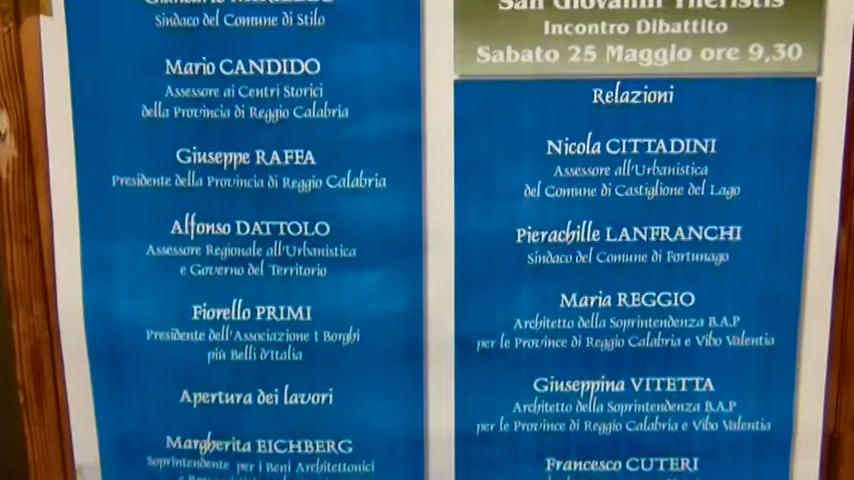 Giancarlo
Sindaco del Comune di Stilo
Mario CANDIDO
Assessore ai Centri Storici
della Provincia di Reggio Calabria
Giuseppe RAFFA
Presidente della Provincia di Reggio Calabria
Alfonso DATTOLO
Assessore Regionale all'Urbanistica
e Governo del Territorio
Fiorello PRIMI
Presidente dell'Associazione I Borghi
più Belli d'Italia
Apertura dei lavori
Margherita EICHBERG
Soprintendente per i Beni Architettonici
San Giovanni Theristis
Incontro Dibattito
Sabato 25 Maggio ore 9,30
Relazioni
Nicola CITTADINI
Assessore all'Urbanistica
del Comune di Castiglione del Lago
Pierachille LANFRANCHI
Sindaco del Comune di Fortunago
Maria REGGIO
Architetto della Soprintendenza B.A.P
per le Province di Reggio Calabria e Vibo Valentia
Giuseppina VITETTA
Architetto della Soprintendenza B.A.P
per le Province di Reggio Calabria e Vibo Valentia
Francesco CUTERI